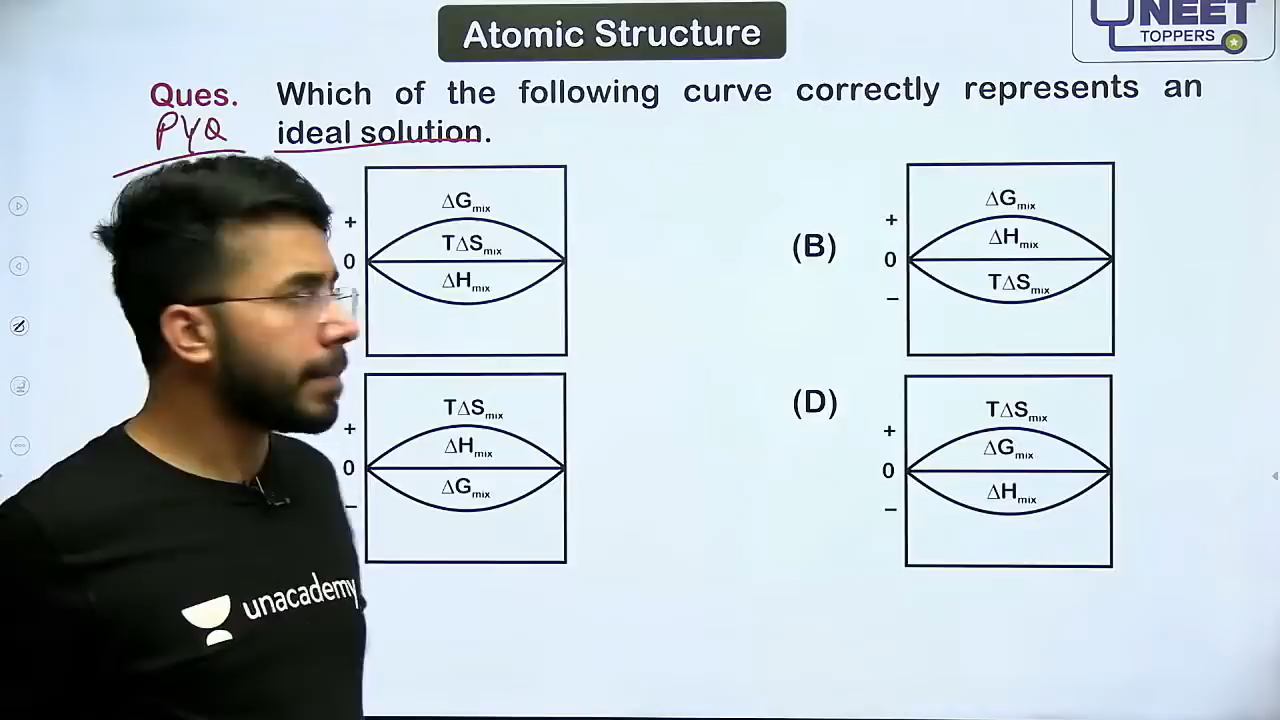 Atomic Structure
NEET
TOPPERS
Ques. Which of the following curve correctly represents an
PYQ ideal solution.
+
0
ΔGmix
TΔSmix
ΔHmix
(B)
+
0
–
ΔGmix
ΔHmix
TΔSmix
+
0
–
TΔSmix
ΔHmix
ΔGmix
(D)
+
0
–
TΔSmix
ΔGmix
ΔHmix
unacademy